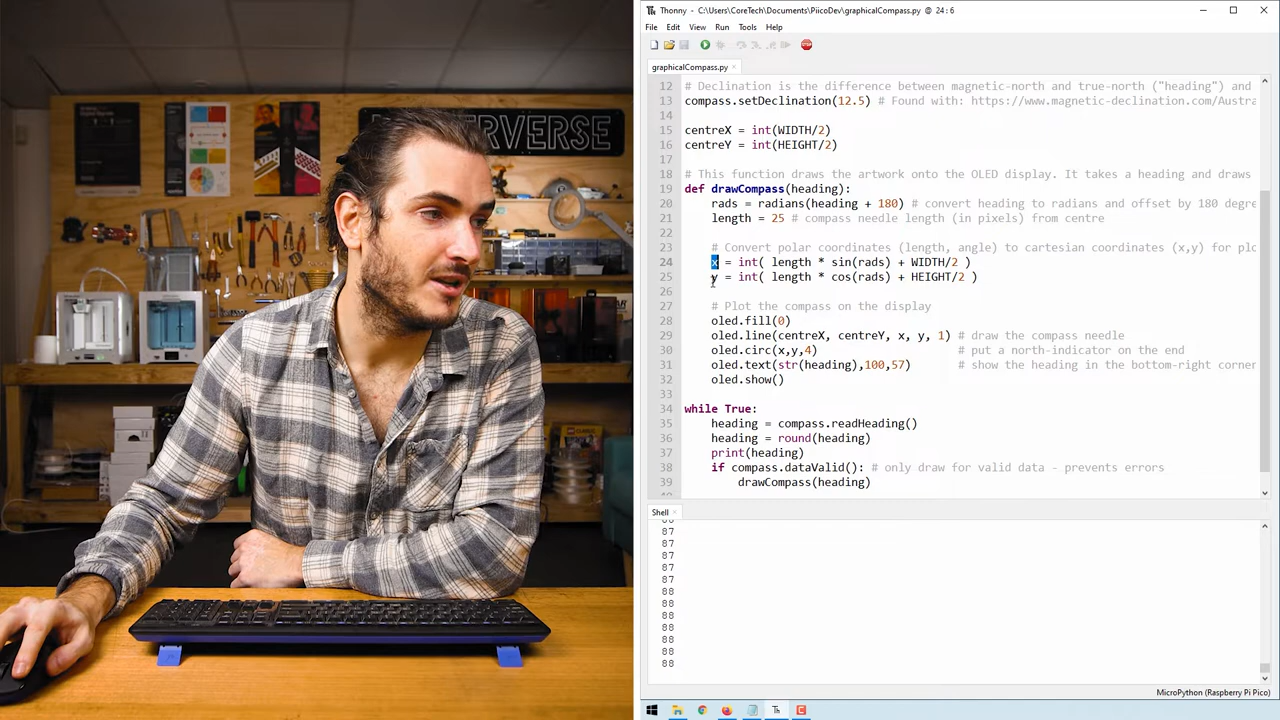 Thonny - C:\Users\CoreTech\Documents\PiicoDev\graphicalCompass.py @ 24 : 6
File Edit View Run Tools Help
graphicalCompass.py
12 # Declination is the difference between magnetic-north and true-north ("heading") and
13 compass.setDeclination(12.5) # Found with: https://www.magnetic-declination.com/Austra
14
15 centreX = int(WIDTH/2)
16 centreY = int(HEIGHT/2)
17
18 # This function draws the artwork onto the OLED display. It takes a heading and draws
19 def drawCompass(heading):
20 rads = radians(heading + 180) # convert heading to radians and offset by 180 degre
21 length = 25 # compass needle length (in pixels) from centre
22
23 # Convert polar coordinates (length, angle) to cartesian coordinates (x,y) for plo
24 x = int( length * sin(rads) + WIDTH/2 )
25 y = int( length * cos(rads) + HEIGHT/2 )
26
27 # Plot the compass on the display
28 oled.fill(0)
29 oled.line(centreX, centreY, x, y, 1) # draw the compass needle
30 oled.circ(x,y,4) # put a north-indicator on the end
31 oled.text(str(heading),100,57) # show the heading in the bottom-right corner
32 oled.show()
33
34 while True:
35 heading = compass.readHeading()
36 heading = round(heading)
37 print(heading)
38 if compass.dataValid(): # only draw for valid data - prevents errors
39 drawCompass(heading)
Shell
87
87
87
87
87
88
88
88
88
88
88
88
MicroPython (Raspberry Pi Pico)